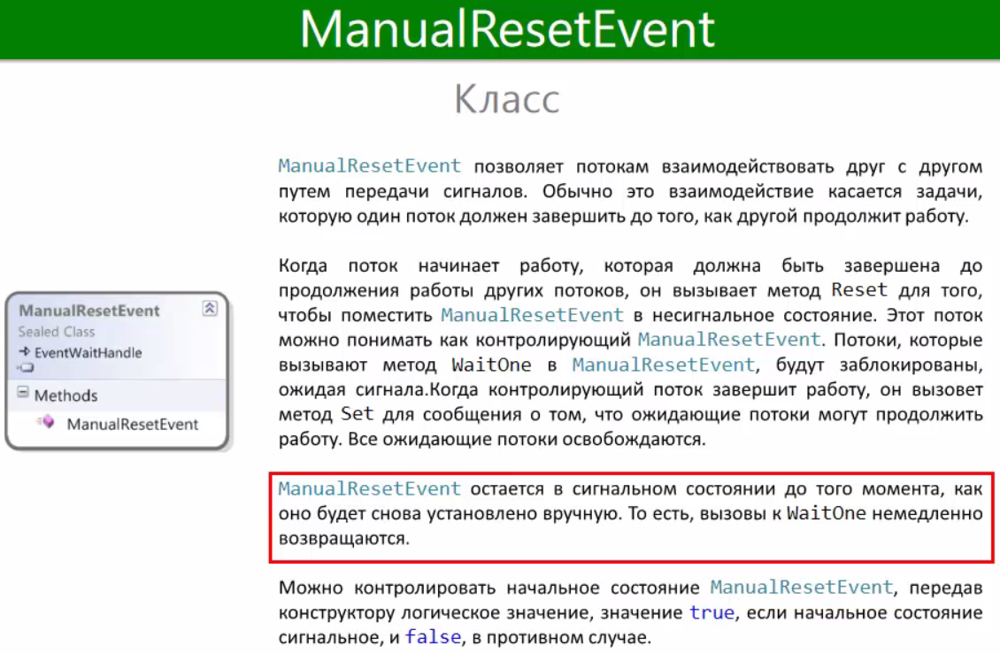 ManualResetEvent
Класс
ManualResetEvent позволяет потокам взаимодействовать друг с другом
путем передачи сигналов. Обычно это взаимодействие касается задачи,
которую один поток должен завершить до того, как другой продолжит работу.
Когда поток начинает работу, которая должна быть завершена до
продолжения работы других потоков, он вызывает метод Reset для того,
чтобы поместить ManualResetEvent в несигнальное состояние. Этот поток
можно понимать как контролирующий ManualResetEvent. Потоки, которые
вызывают метод WaitOne в ManualResetEvent, будут заблокированы,
ожидая сигнала.Когда контролирующий поток завершит работу, он вызовет
метод Set для сообщения о том, что ожидающие потоки могут продолжить
работу. Все ожидающие потоки освобождаются.
ManualResetEvent
Sealed Class
EventWaitHandle
Methods
ManualResetEvent
ManualResetEvent остается в сигнальном состоянии до того момента, как
оно будет снова установлено вручную. То есть, вызовы к WaitOne немедленно
возвращаются.
Можно контролировать начальное состояние ManualResetEvent, передав
конструктору логическое значение, значение true, если начальное состояние
сигнальное, и false, в противном случае.